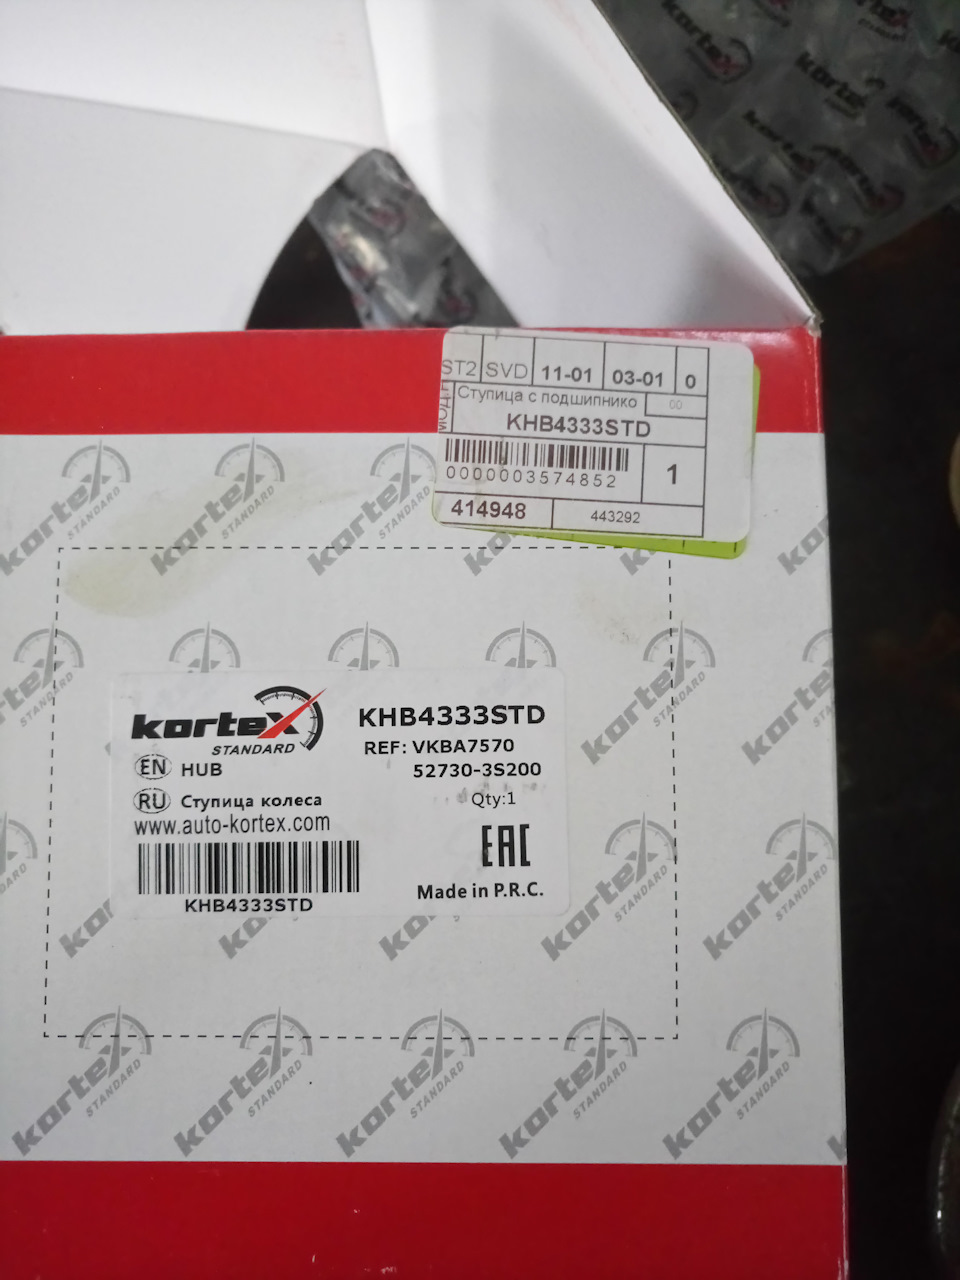 ST2 SVD 11-01 03-01 0
Ступица с подшипнико 00
KHB4333STD
0000003574852 1
414948 443292
kortex
STANDARD
KHB4333STD
REF: VKBA7570
52730-3S200
EN HUB
RU Ступица колеса
Qty:1
www.auto-kortex.com
EAC
KHB4333STD
Made in P.R.C.